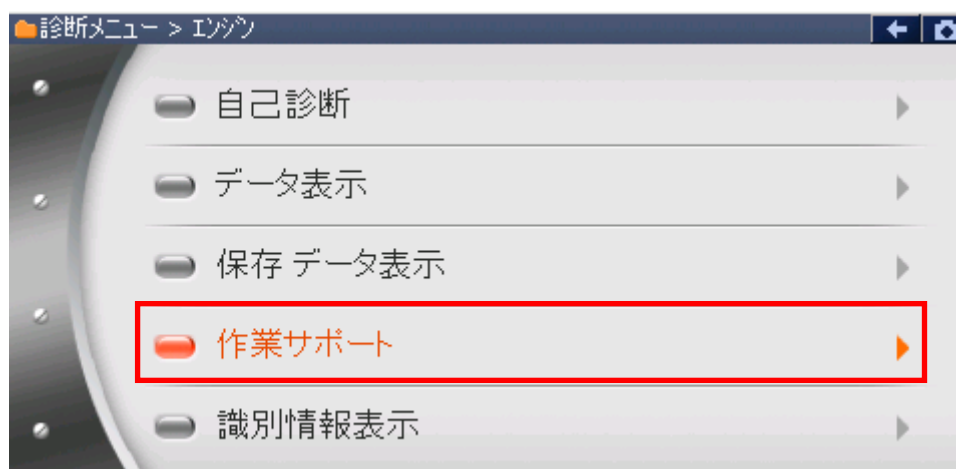 診断メニュー > エンジン
自己診断
データ表示
保存 データ表示
作業サポート
識別情報表示